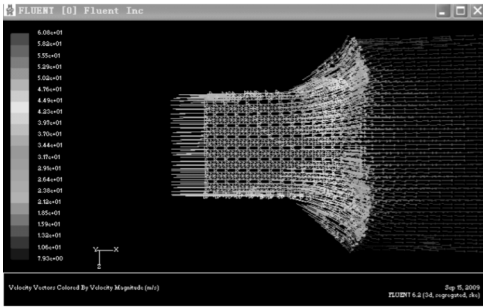 FLUENT [0] Fluent Inc
6.08e+01
5.82e+01
5.55e+01
5.29e+01
5.02e+01
4.76e+01
4.49e+01
4.23e+01
3.97e+01
3.70e+01
3.44e+01
3.17e+01
2.91e+01
2.64e+01
2.38e+01
2.12e+01
1.85e+01
1.59e+01
1.32e+01
1.06e+01
7.93e+00
Y X
Z
Velocity Vectors Colored By Velocity Magnitude (m/s)
Sep 15, 2009
FLUENT 6.2 (3d, segregated, ske)